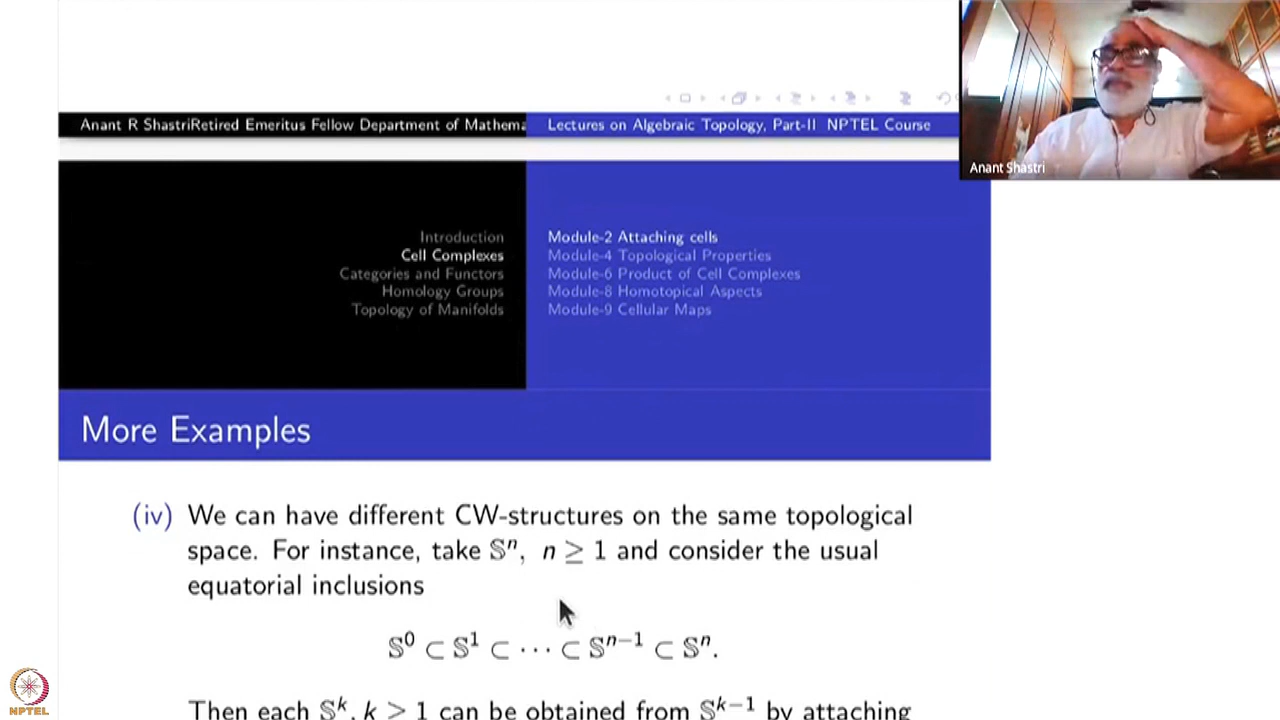 Anant R ShastriRetired Emeritus Fellow Department of Mathema
Lectures on Algebraic Topology, Part-II NPTEL Course
Anant Shastri
Introduction
Cell Complexes
Categories and Functors
Homology Groups
Topology of Manifolds
Module-2 Attaching cells
Module-4 Topological Properties
Module-6 Product of Cell Complexes
Module-8 Homotopical Aspects
Module-9 Cellular Maps
More Examples
(iv) We can have different CW-structures on the same topological
space. For instance, take 𝕊ⁿ, n ≥ 1 and consider the usual
equatorial inclusions
𝕊⁰ ⊂ 𝕊¹ ⊂ ⋯ ⊂ 𝕊ⁿ⁻¹ ⊂ 𝕊ⁿ.
Then each 𝕊ᵏ, k ≥ 1 can be obtained from 𝕊ᵏ⁻¹ by attaching
NPTEL